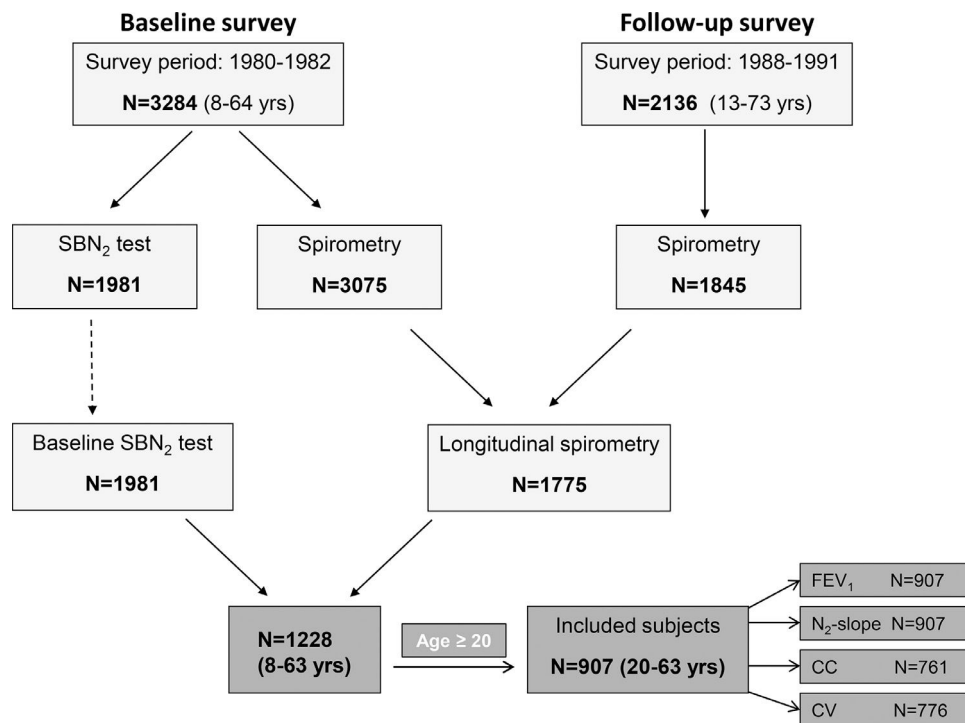 Baseline survey
Follow-up survey
Survey period: 1980-1982
N=3284 (8-64 yrs)
Survey period: 1988-1991
N=2136 (13-73 yrs)
SBN₂ test
N=1981
Spirometry
N=3075
Spirometry
N=1845
Baseline SBN₂ test
N=1981
Longitudinal spirometry
N=1775
N=1228
(8-63 yrs)
Age ≥ 20
Included subjects
N=907 (20-63 yrs)
FEV₁ N=907
N₂-slope N=907
CC N=761
CV N=776